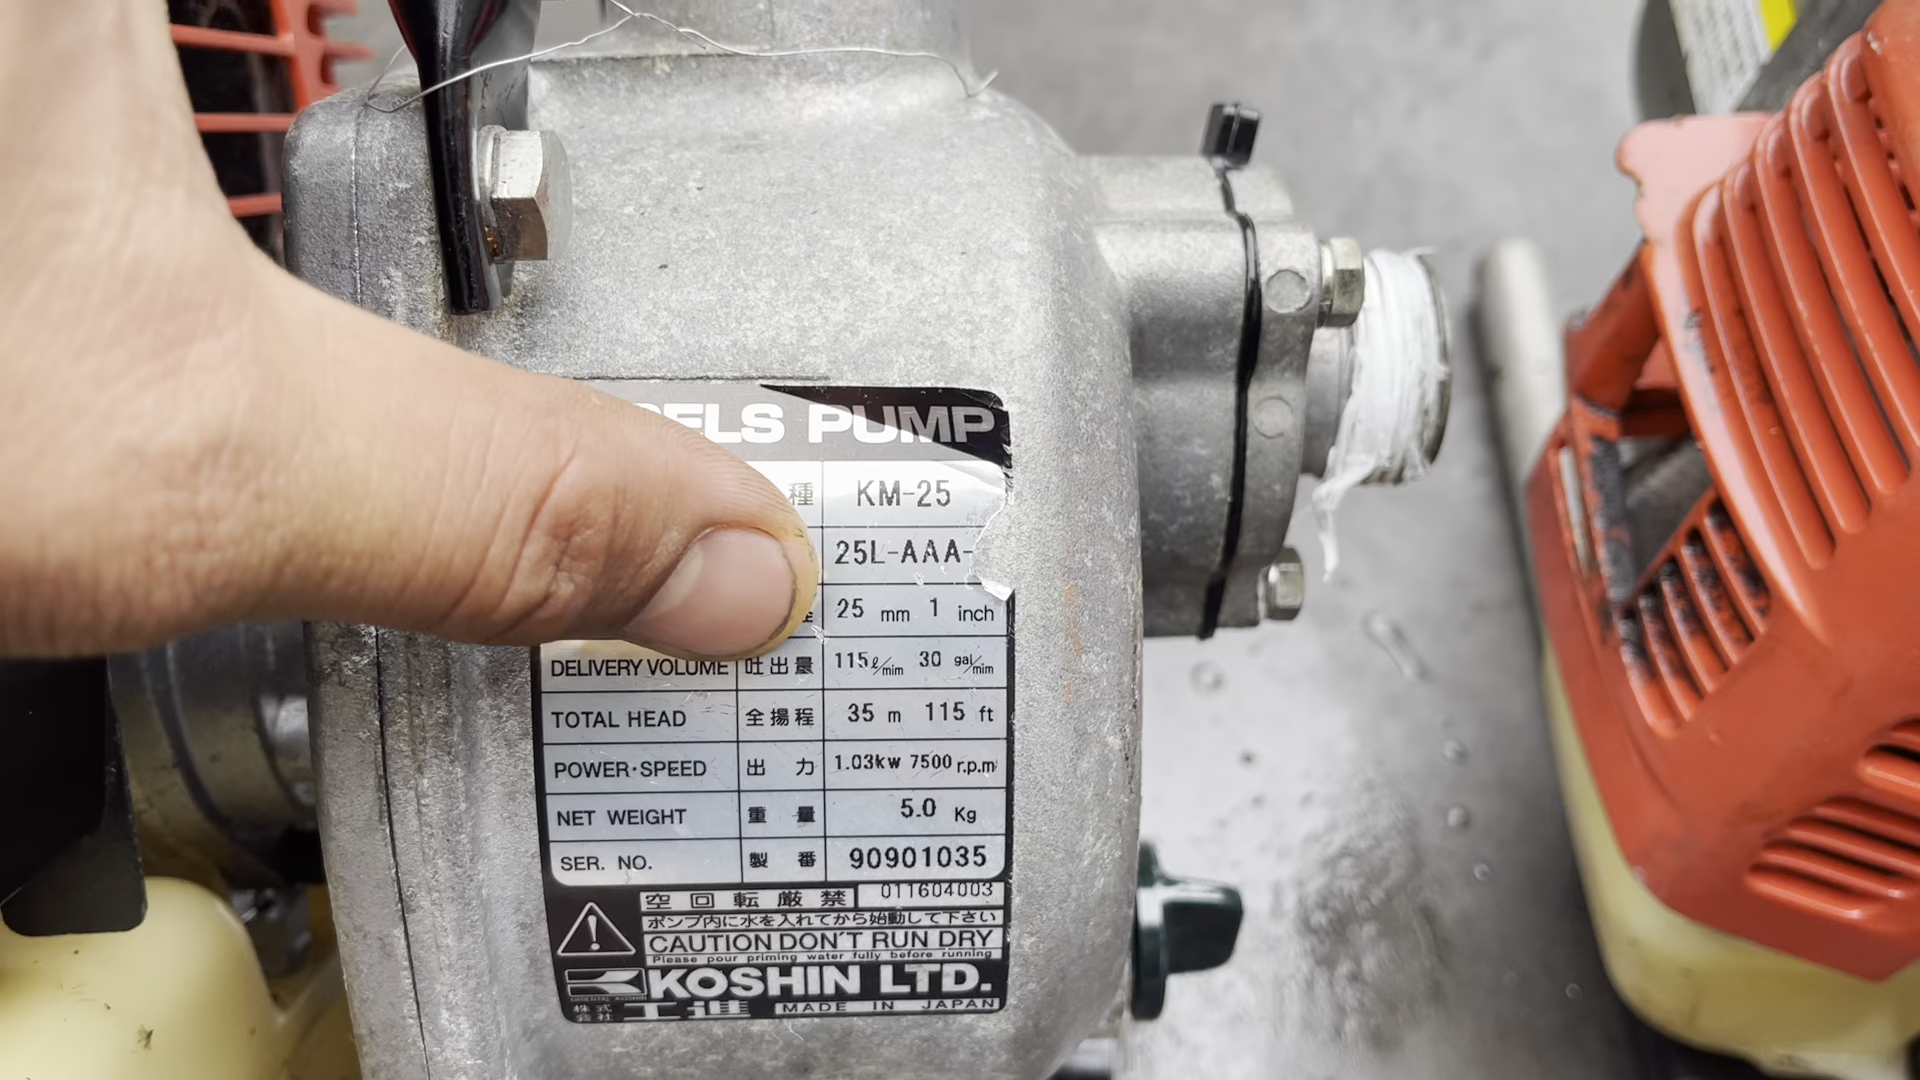 ELS PUMP
種 KM-25
25L-AAA-
25 mm 1 inch
DELIVERY VOLUME 吐出量 115ℓ/min 30 gal/min
TOTAL HEAD 全揚程 35 m 115 ft
POWER·SPEED 出力 1.03kw 7500 r.p.m
NET WEIGHT 重量 5.0 Kg
SER. NO. 製番 90901035
空回転厳禁 011604003
ポンプ内に水を入れてから始動して下さい
CAUTION DON'T RUN DRY
Please pour priming water fully before running
ORIENTAL KOSHIN KOSHIN LTD.
株式会社 工進 MADE IN JAPAN